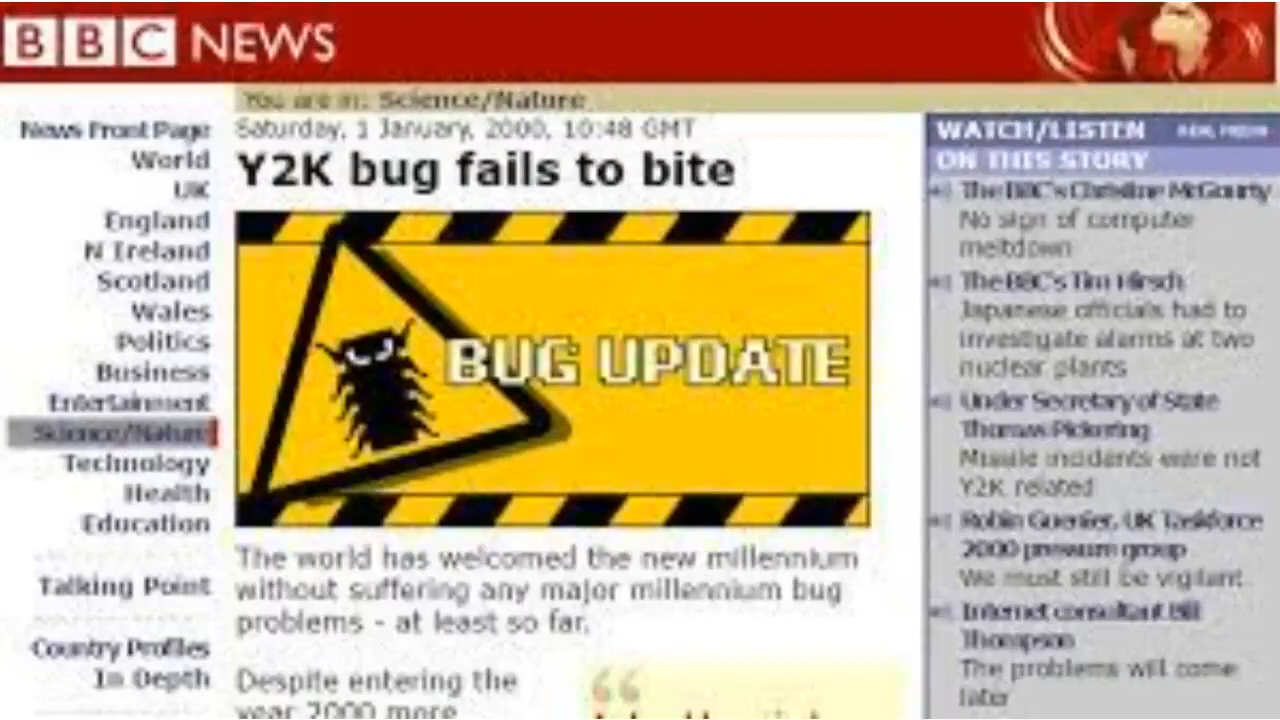 BBC NEWS
You are in: Science/Nature
News Front Page
World
UK
England
N Ireland
Scotland
Wales
Politics
Business
Entertainment
Science/Nature
Technology
Health
Education
Talking Point
Country Profiles
In Depth
Saturday, 1 January, 2000, 10:48 GMT
Y2K bug fails to bite
BUG UPDATE
The world has welcomed the new millennium
without suffering any major millennium bug
problems - at least so far.
Despite entering the
year 2000 more
WATCH/LISTEN
ON THIS STORY
The BBC's Christine McGourty
No sign of computer
meltdown
The BBC's Tim Hirsch
Japanese officials had to
investigate alarms at two
nuclear plants
Under Secretary of State
Thomas Pickering
Missile incidents were not
Y2K related
Robin Guenier, UK Taskforce
2000 pressure group
We must still be vigilant
Internet consultant Bill
Thompson
The problems will come
later